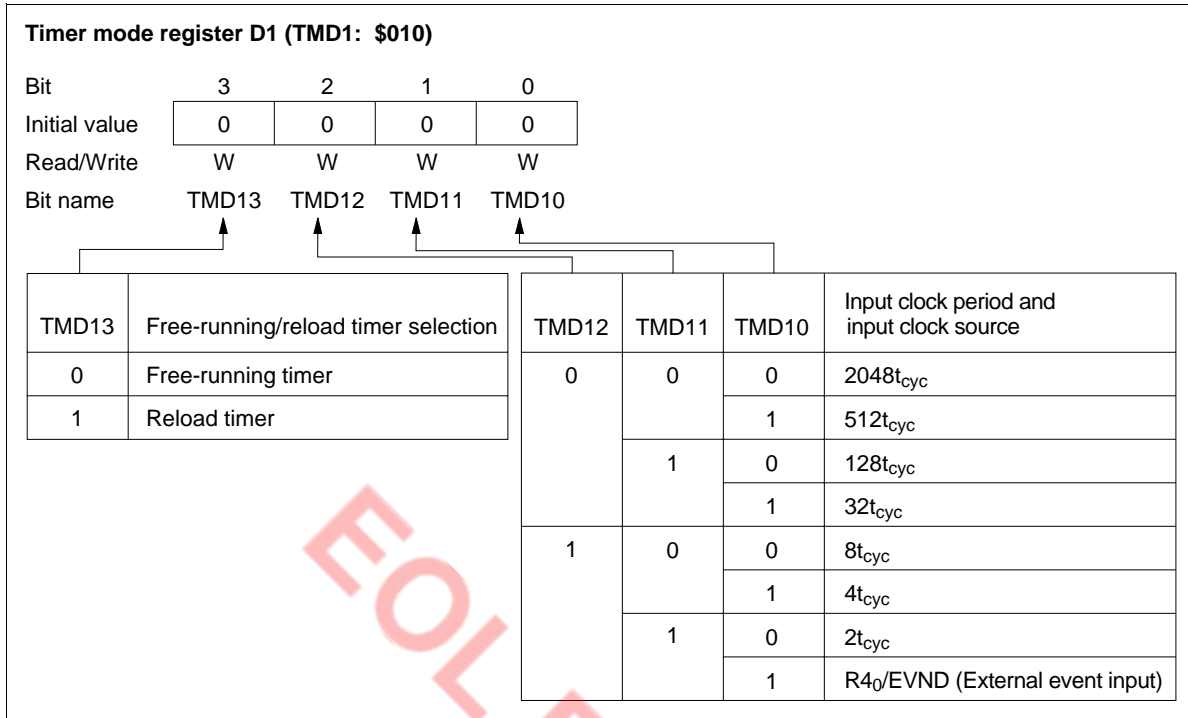 Timer mode register D1 (TMD1: $010)
Bit 3 2 1 0
Initial value 0 0 0 0
Read/Write W W W W
Bit name TMD13 TMD12 TMD11 TMD10
TMD13 Free-running/reload timer selection
0 Free-running timer
1 Reload timer
TMD12 TMD11 TMD10 Input clock period and
input clock source
0 0 0 2048tcyc
1 512tcyc
1 0 128tcyc
1 32tcyc
1 0 0 8tcyc
1 4tcyc
1 0 2tcyc
1 R40/EVND (External event input)
EOL